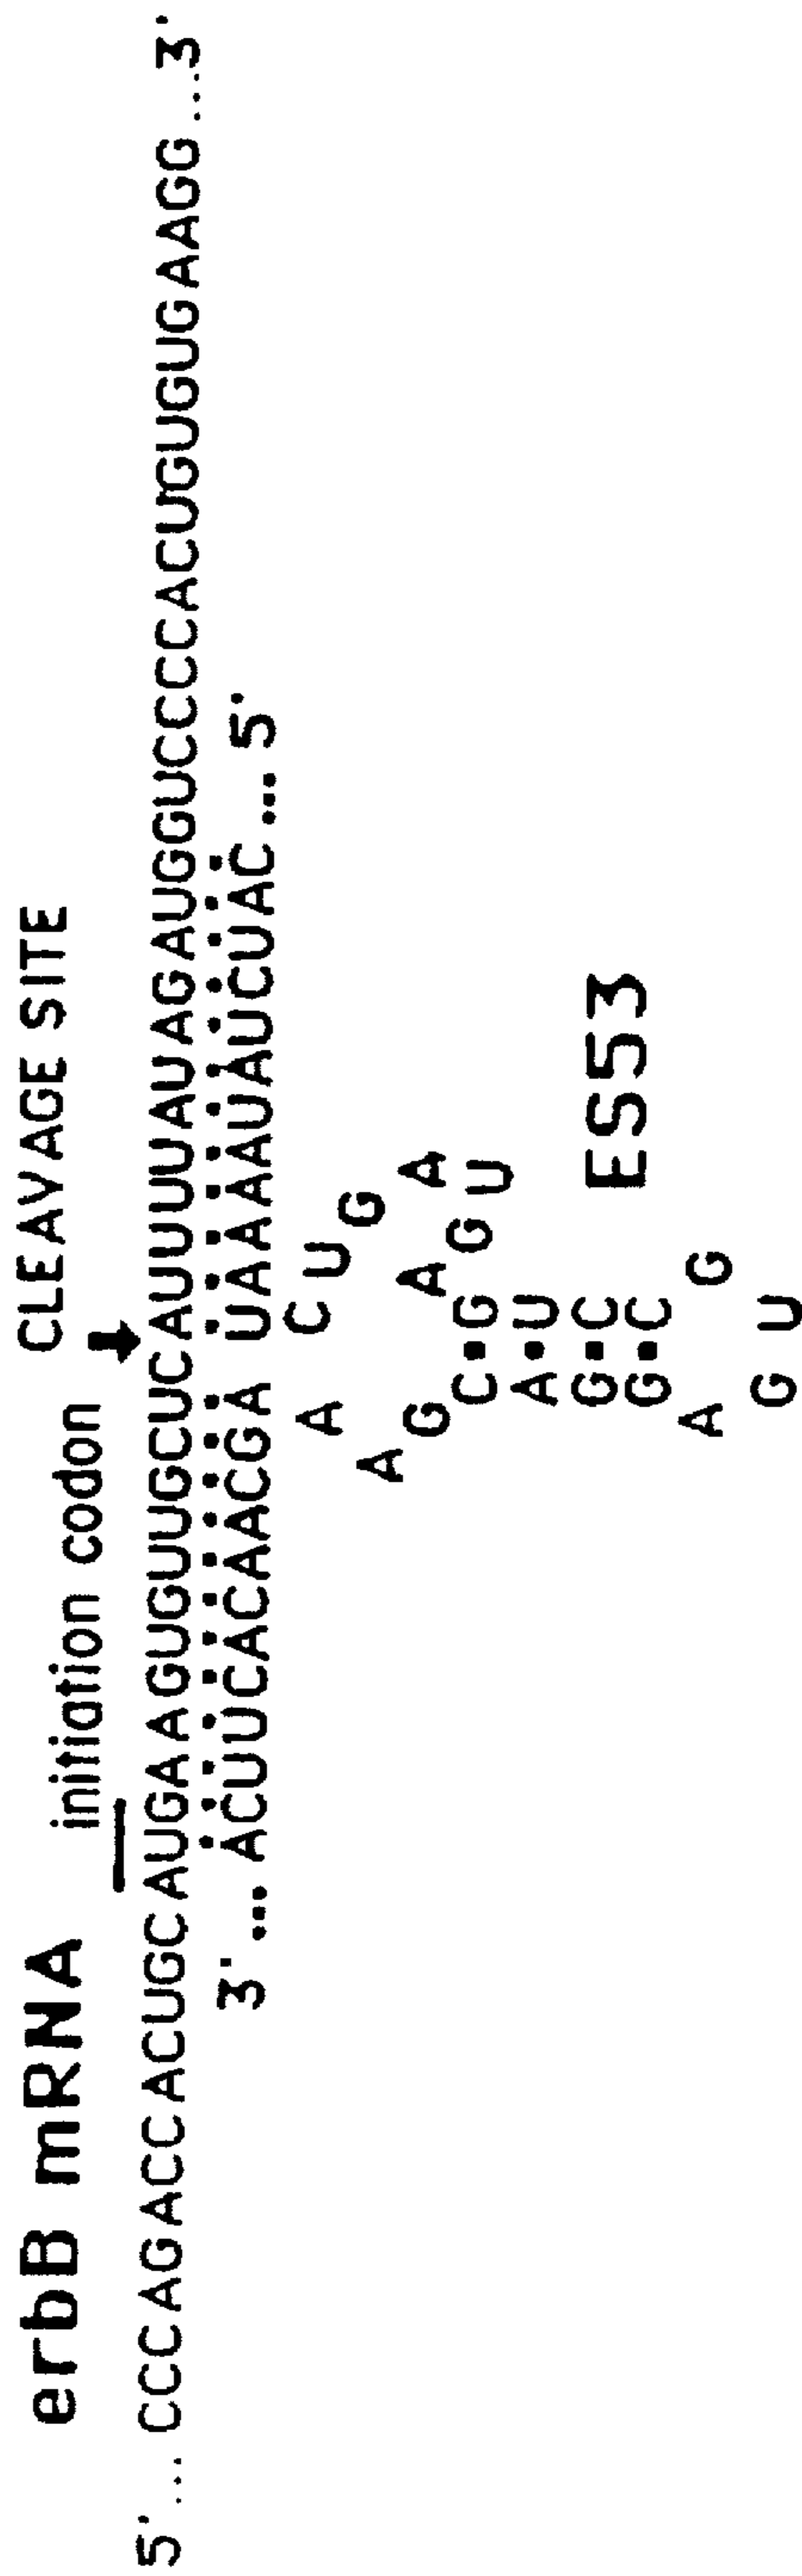 CLEAVAGE SITE
erbB mRNA initiation codon
5'... CCCAGACCACUGCAUGAAGUGUUGCUCAUUUUAUAGAUGGUCCCCACUGUGUGAAGG ...3'
3'... ACUUCACAACGA UAAAAUAUCUAC ... 5'
A C U
A G
G A A
C·G G U
A·U
G·C
G·C
A G
G U
ES53